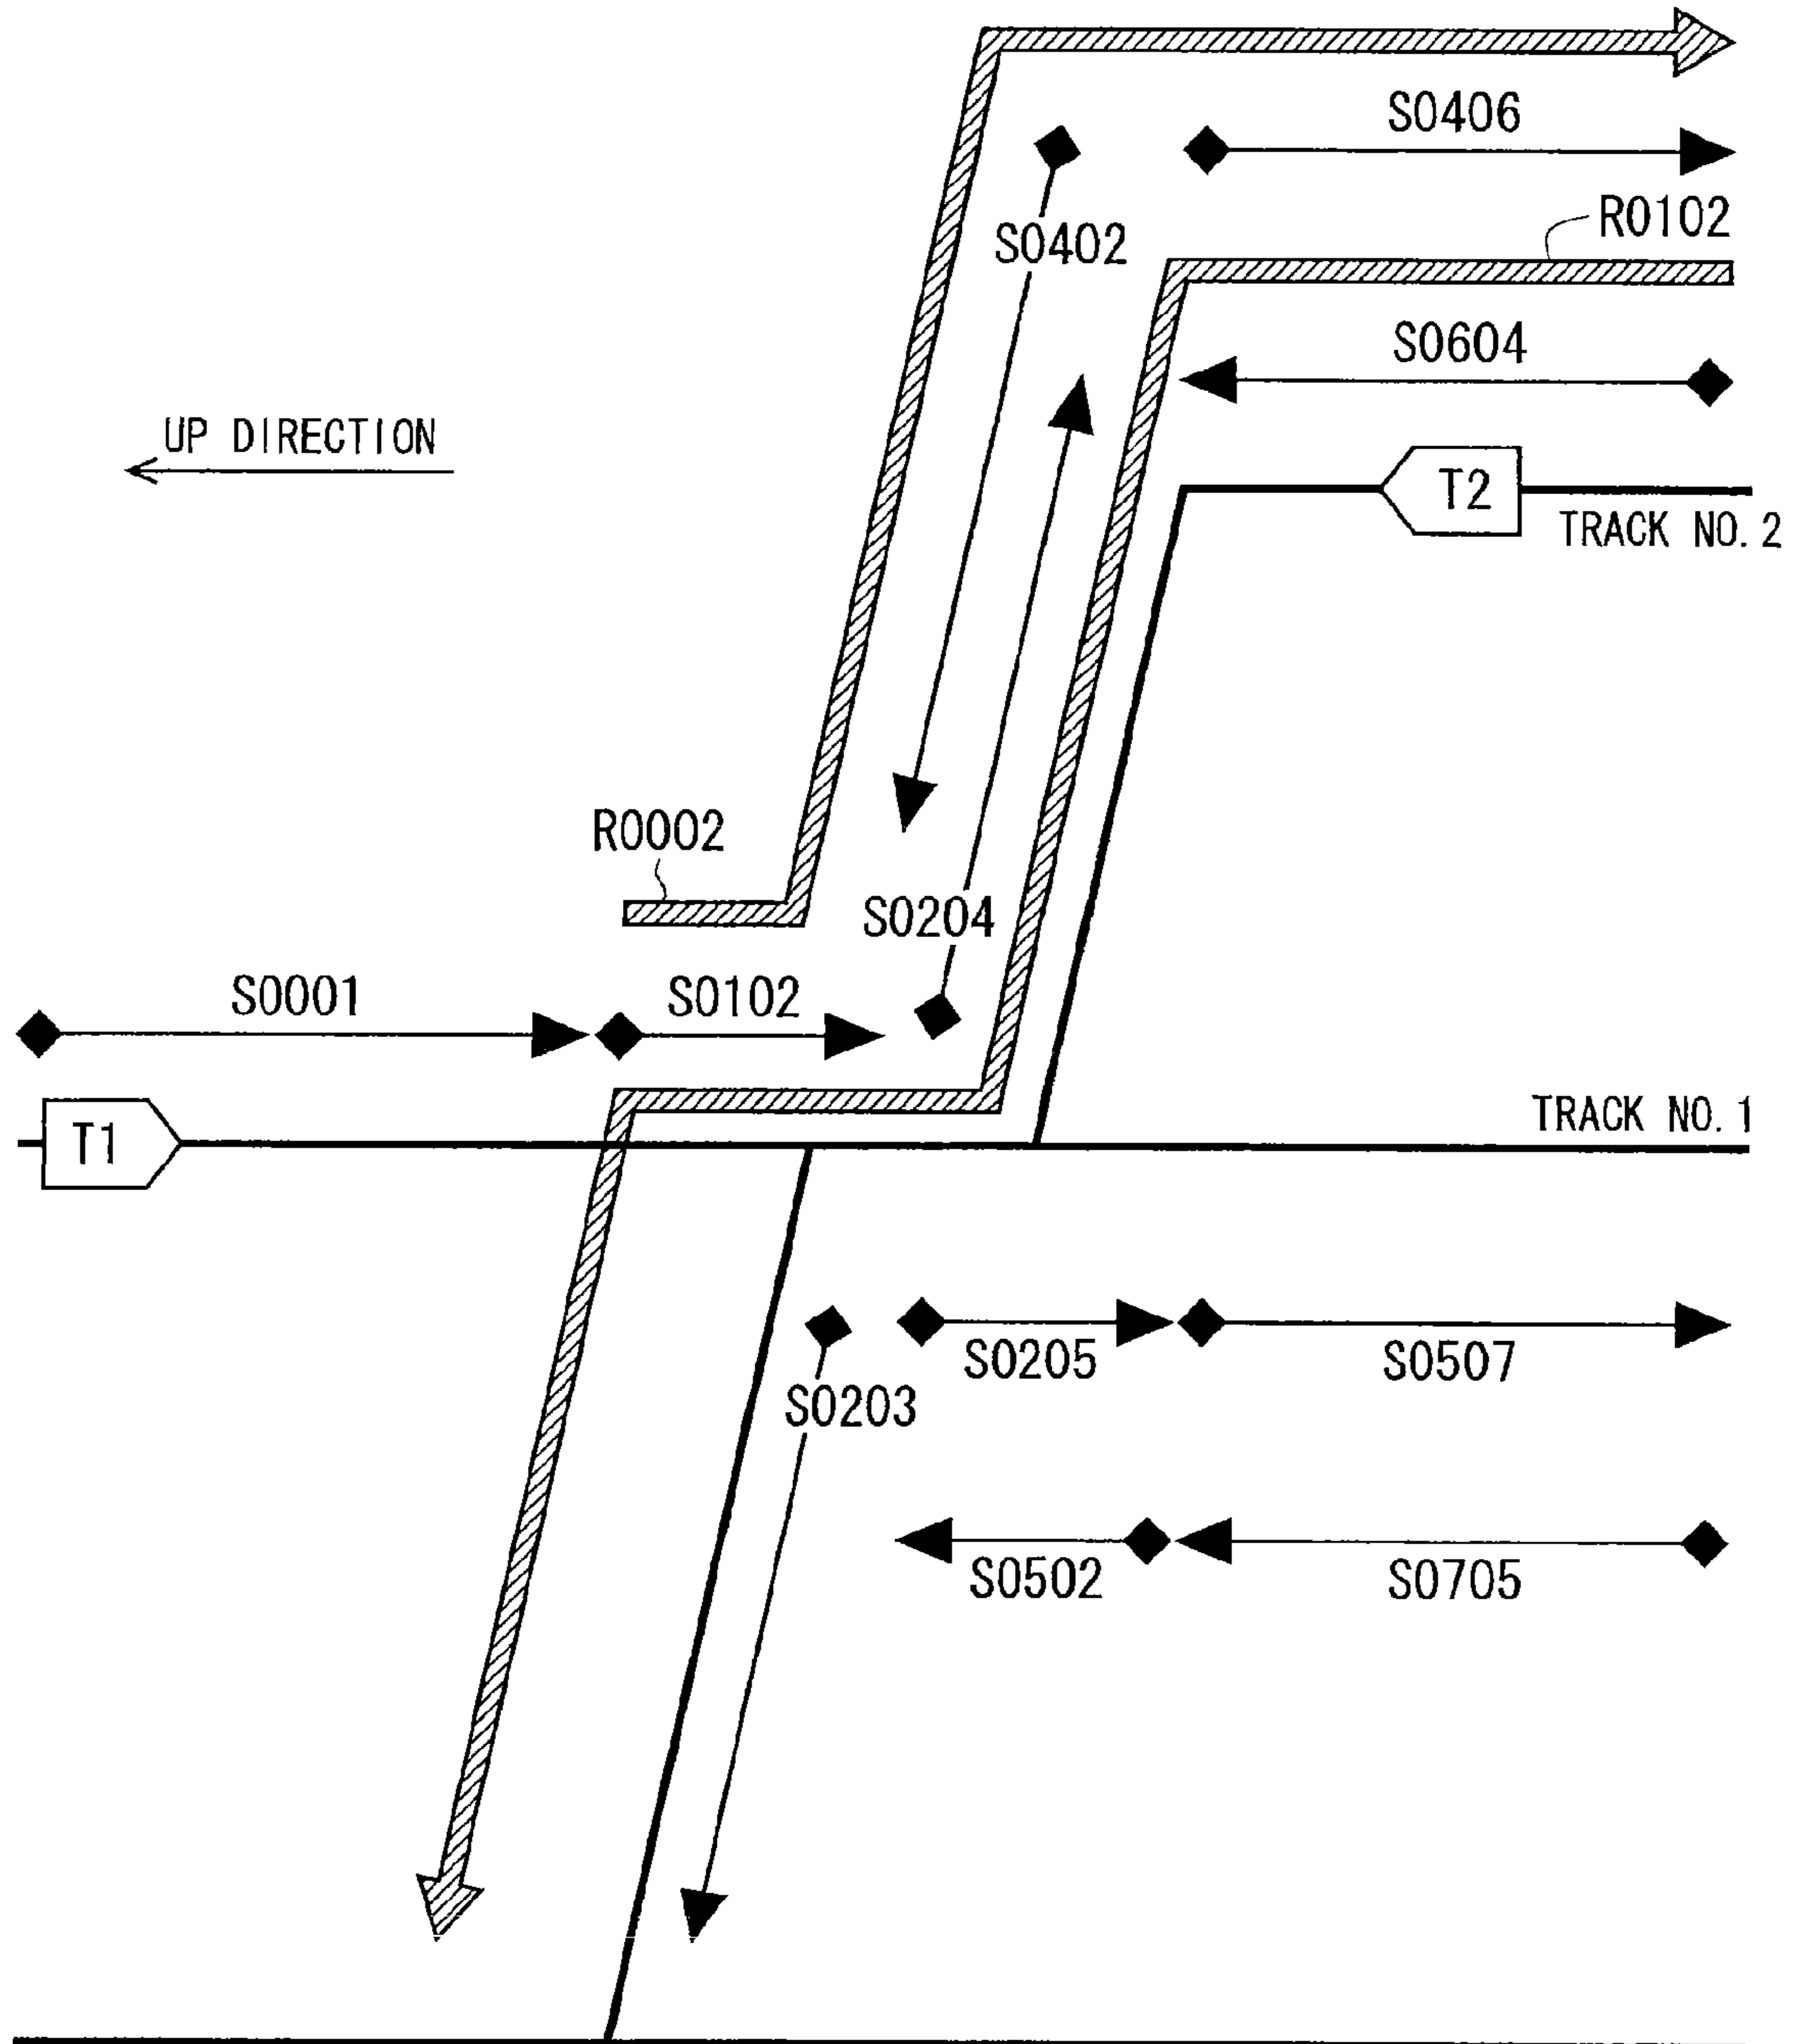 S0406
R0102
S0402
S0604
UP DIRECTION
T2
TRACK NO. 2
R0002
S0204
S0001
S0102
TRACK NO. 1
T1
S0205
S0507
S0203
S0502
S0705